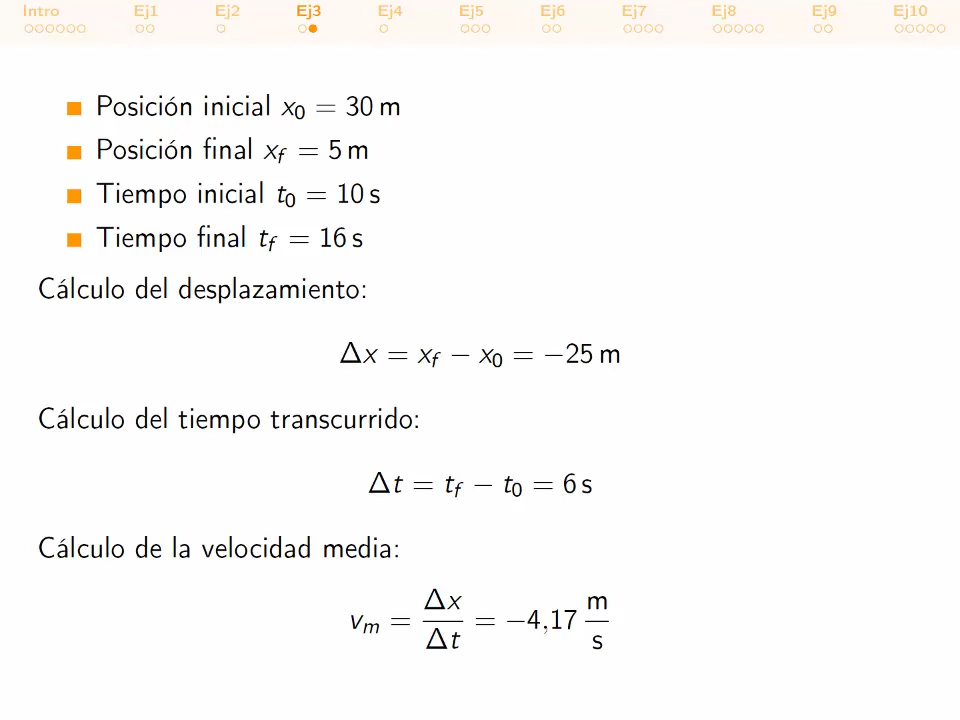 Intro Ej1 Ej2 Ej3 Ej4 Ej5 Ej6 Ej7 Ej8 Ej9 Ej10
Posición inicial x₀ = 30 m
Posición final x_f = 5 m
Tiempo inicial t₀ = 10 s
Tiempo final t_f = 16 s
Cálculo del desplazamiento:
Δx = x_f − x₀ = −25 m
Cálculo del tiempo transcurrido:
Δt = t_f − t₀ = 6 s
Cálculo de la velocidad media:
v_m = Δx/Δt = −4,17 m/s